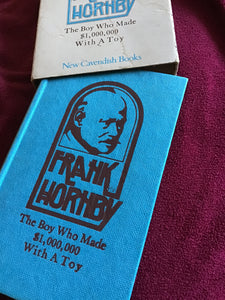 HORNBY
The Boy Who Made
$1,000,000
With A Toy
New Cavendish Books
FRANK
HORNBY
The Boy Who Made
$1,000,000
With A Toy